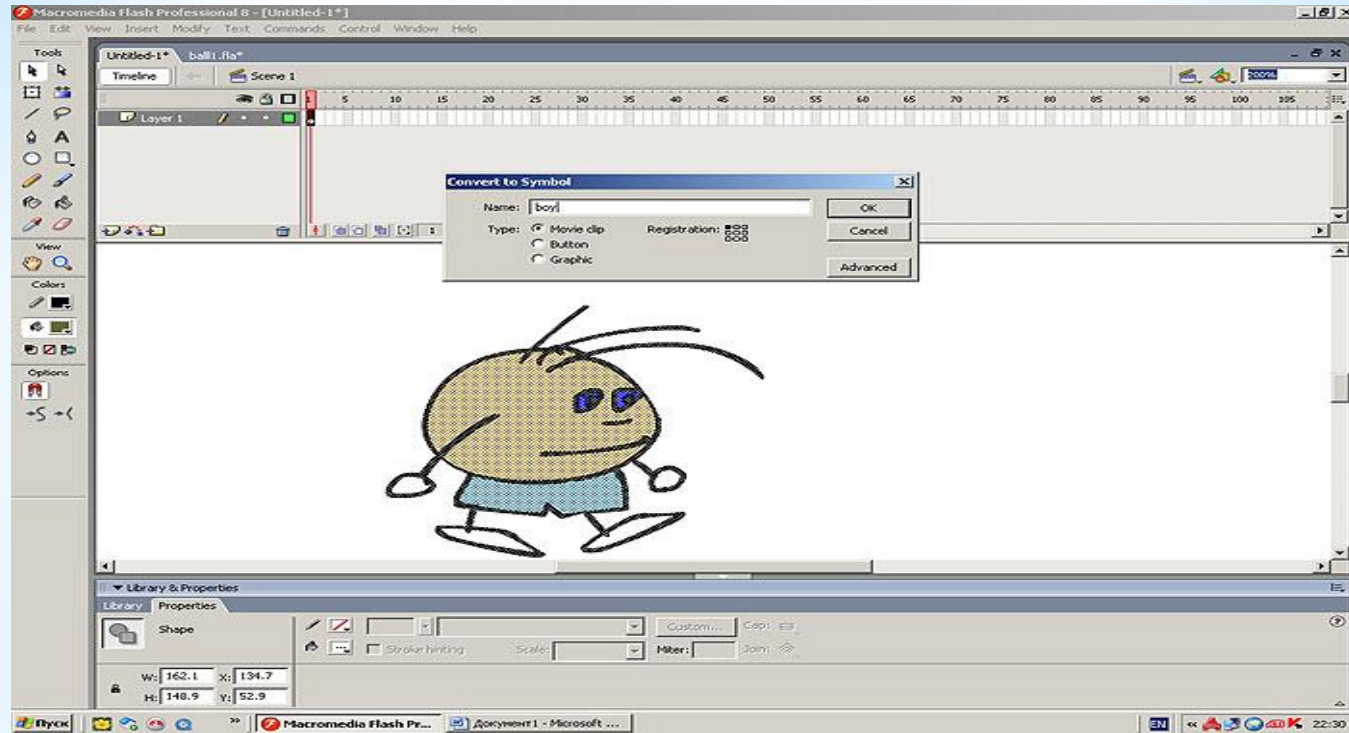 Macromedia Flash Professional 8 - [Untitled-1*]
File Edit View Insert Modify Text Commands Control Window Help
Tools
Untitled-1* ball1.fla*
Timeline Scene 1 200%
1 5 10 15 20 25 30 35 40 45 50 55 60 65 70 75 80 85 90 95 100 105
Layer 1
Convert to Symbol
Name: boy OK
Type: Movie clip Registration: Cancel
Button
Graphic
Advanced
1
View
Colors
Options
Library & Properties
Library Properties
Shape Custom... Cap:
Stroke hinting Scale: Miter: Join:
W: 162.1 X: 134.7
H: 148.9 Y: 52.9
Пуск Macromedia Flash Pr... Документ1 - Microsoft ... EN 22:30